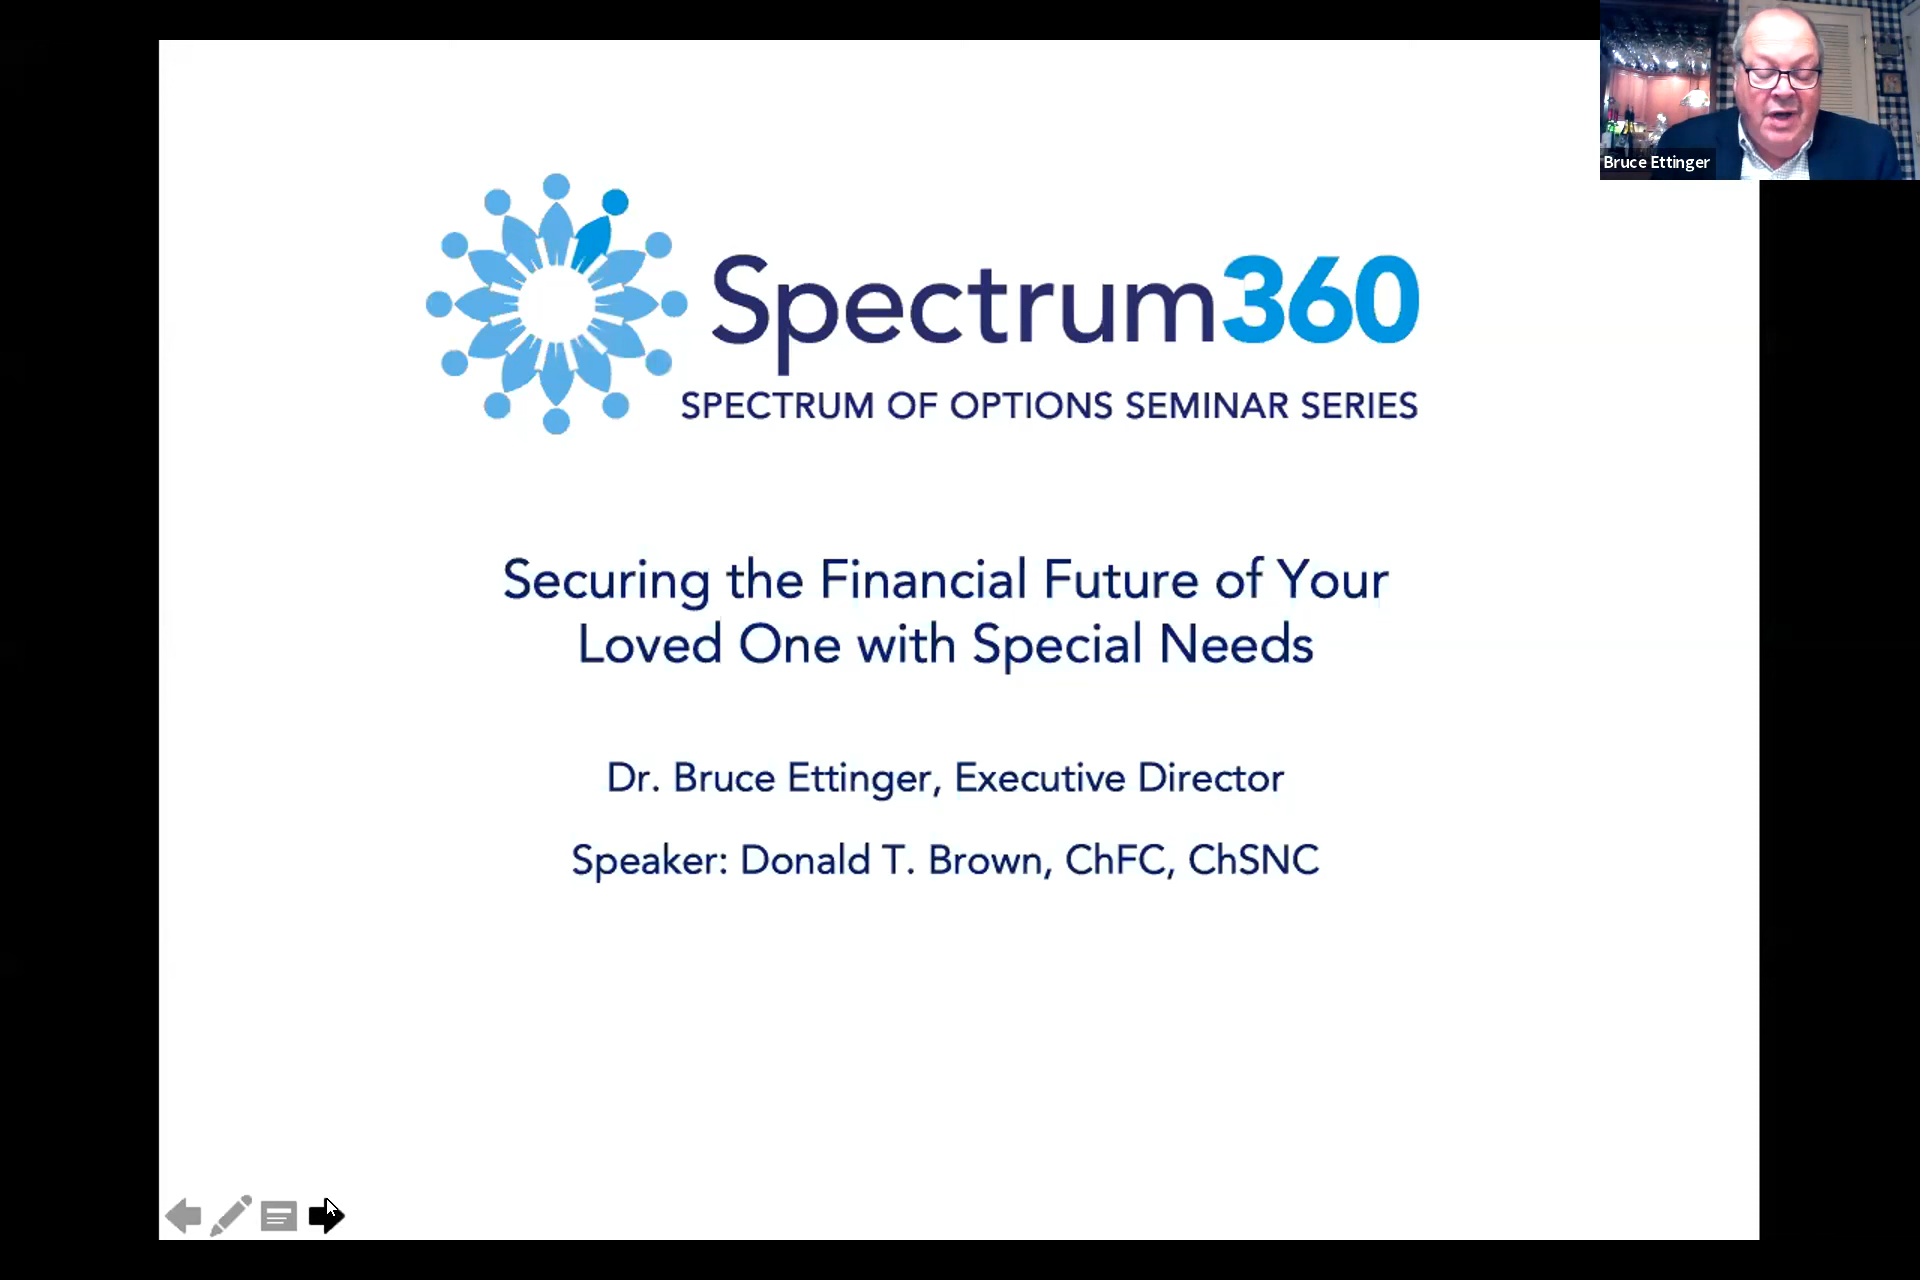 Bruce Ettinger
Spectrum360
SPECTRUM OF OPTIONS SEMINAR SERIES
Securing the Financial Future of Your
Loved One with Special Needs
Dr. Bruce Ettinger, Executive Director
Speaker: Donald T. Brown, ChFC, ChSNC